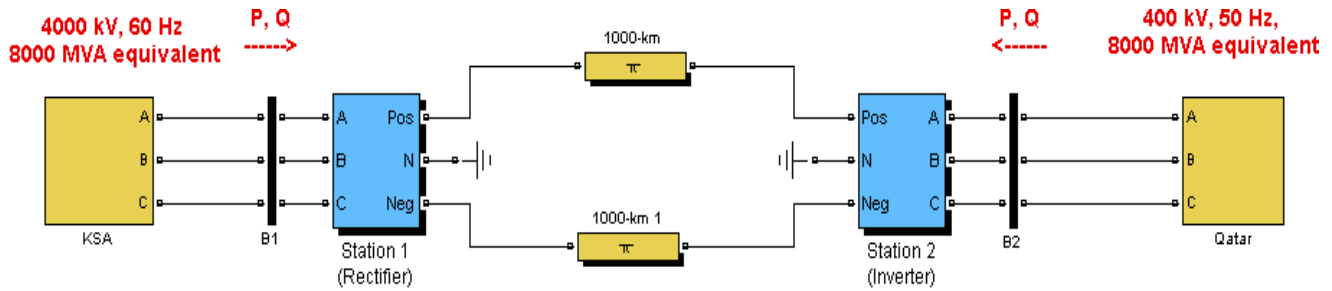 4000 kV, 60 Hz
8000 MVA equivalent
P, Q
1000-km
π
P, Q
400 kV, 50 Hz,
8000 MVA equivalent
A
B
C
KSA
B1
A
B
C
Pos
N
Neg
Station 1
(Rectifier)
1000-km 1
π
Pos
N
Neg
A
B
C
Station 2
(Inverter)
B2
A
B
C
Qatar